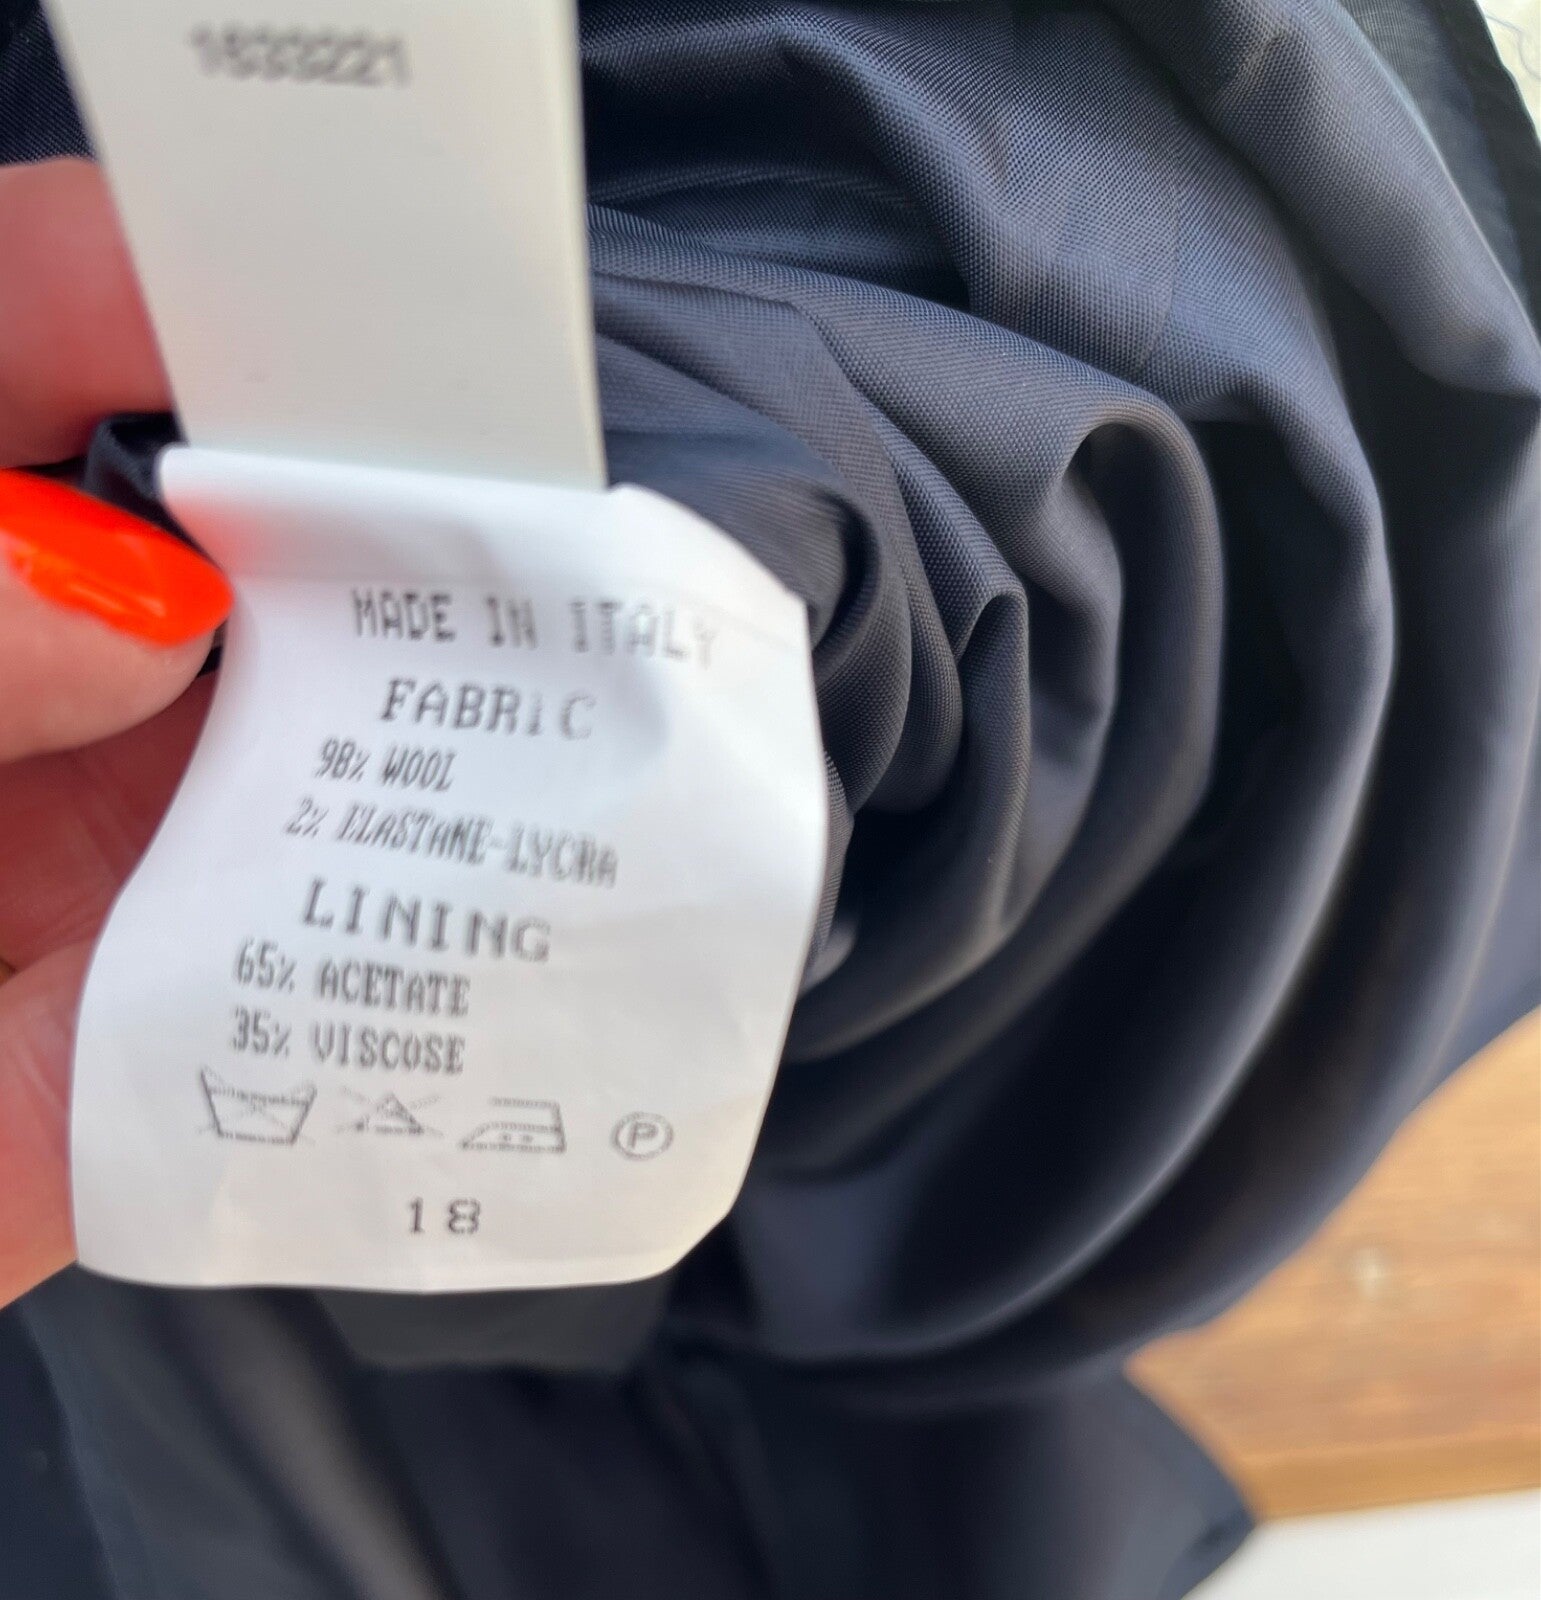 MADE IN ITALY
FABRIC
98% WOOL
2% ELASTANE-LYCRA
LINING
65% ACETATE
35% VISCOSE
P
18